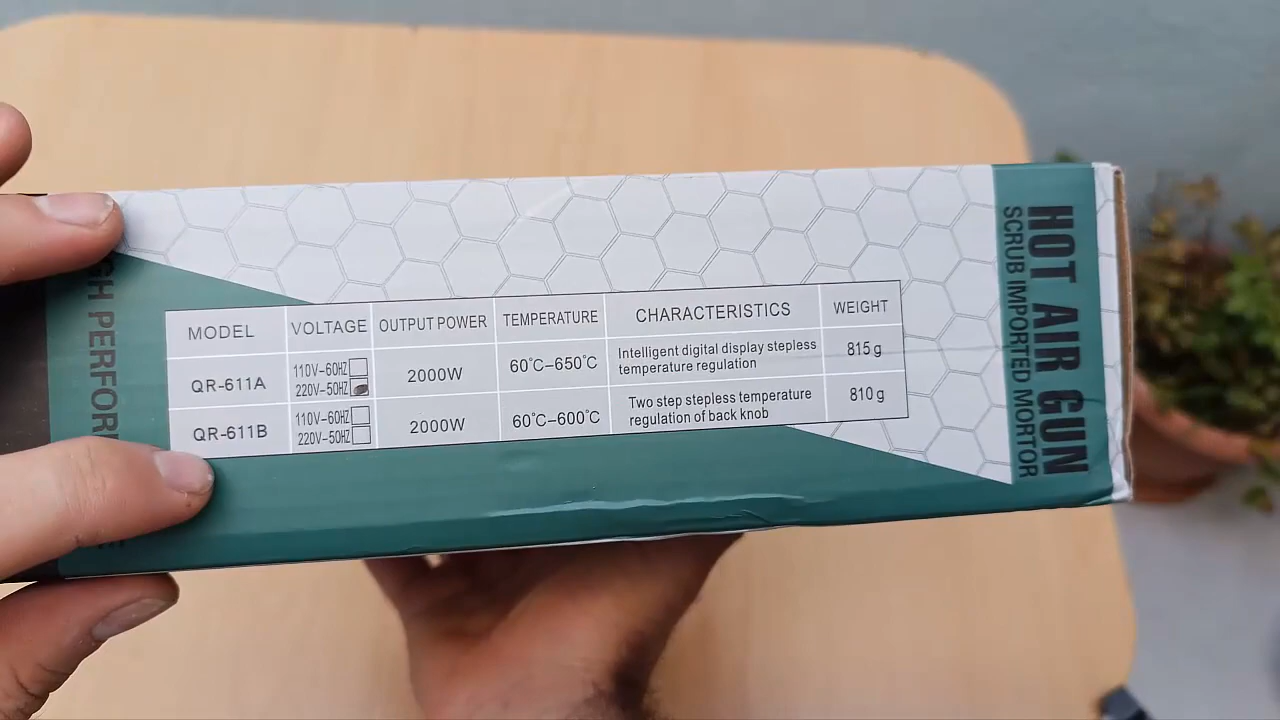 MODEL VOLTAGE OUTPUT POWER TEMPERATURE CHARACTERISTICS WEIGHT
QR-611A 110V-60HZ 2000W 60℃-650℃ Intelligent digital display stepless 815g
220V-50HZ temperature regulation
QR-611B 110V-60HZ 2000W 60℃-600℃ Two step stepless temperature 810g
220V-50HZ regulation of back knob
HOT AIR GUN
SCRUB IMPORTED MORTOR